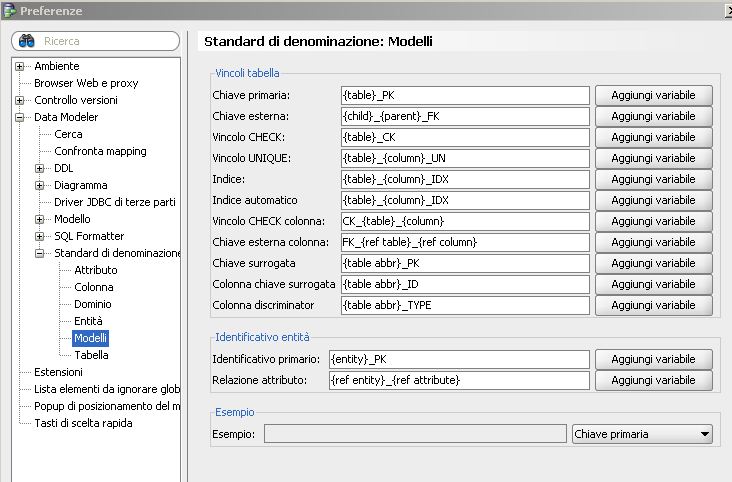 Preferenze
Ricerca
Ambiente
Browser Web e proxy
Controllo versioni
Data Modeler
Cerca
Confronta mapping
DDL
Diagramma
Driver JDBC di terze parti
Modello
SQL Formatter
Standard di denominazione
Attributo
Colonna
Dominio
Entità
Modelli
Tabella
Estensioni
Lista elementi da ignorare glob
Popup di posizionamento del m
Tasti di scelta rapida
Standard di denominazione: Modelli
Vincoli tabella
Chiave primaria: {table}_PK Aggiungi variabile
Chiave esterna: {child}_{parent}_FK Aggiungi variabile
Vincolo CHECK: {table}_CK Aggiungi variabile
Vincolo UNIQUE: {table}_{column}_UN Aggiungi variabile
Indice: {table}_{column}_IDX Aggiungi variabile
Indice automatico {table}_{column}_IDX Aggiungi variabile
Vincolo CHECK colonna: CK_{table}_{column} Aggiungi variabile
Chiave esterna colonna: FK_{ref table}_{ref column} Aggiungi variabile
Chiave surrogata {table abbr}_PK Aggiungi variabile
Colonna chiave surrogata {table abbr}_ID Aggiungi variabile
Colonna discriminator {table abbr}_TYPE Aggiungi variabile
Identificativo entità
Identificativo primario: {entity}_PK Aggiungi variabile
Relazione attributo: {ref entity}_{ref attribute} Aggiungi variabile
Esempio
Esempio: Chiave primaria